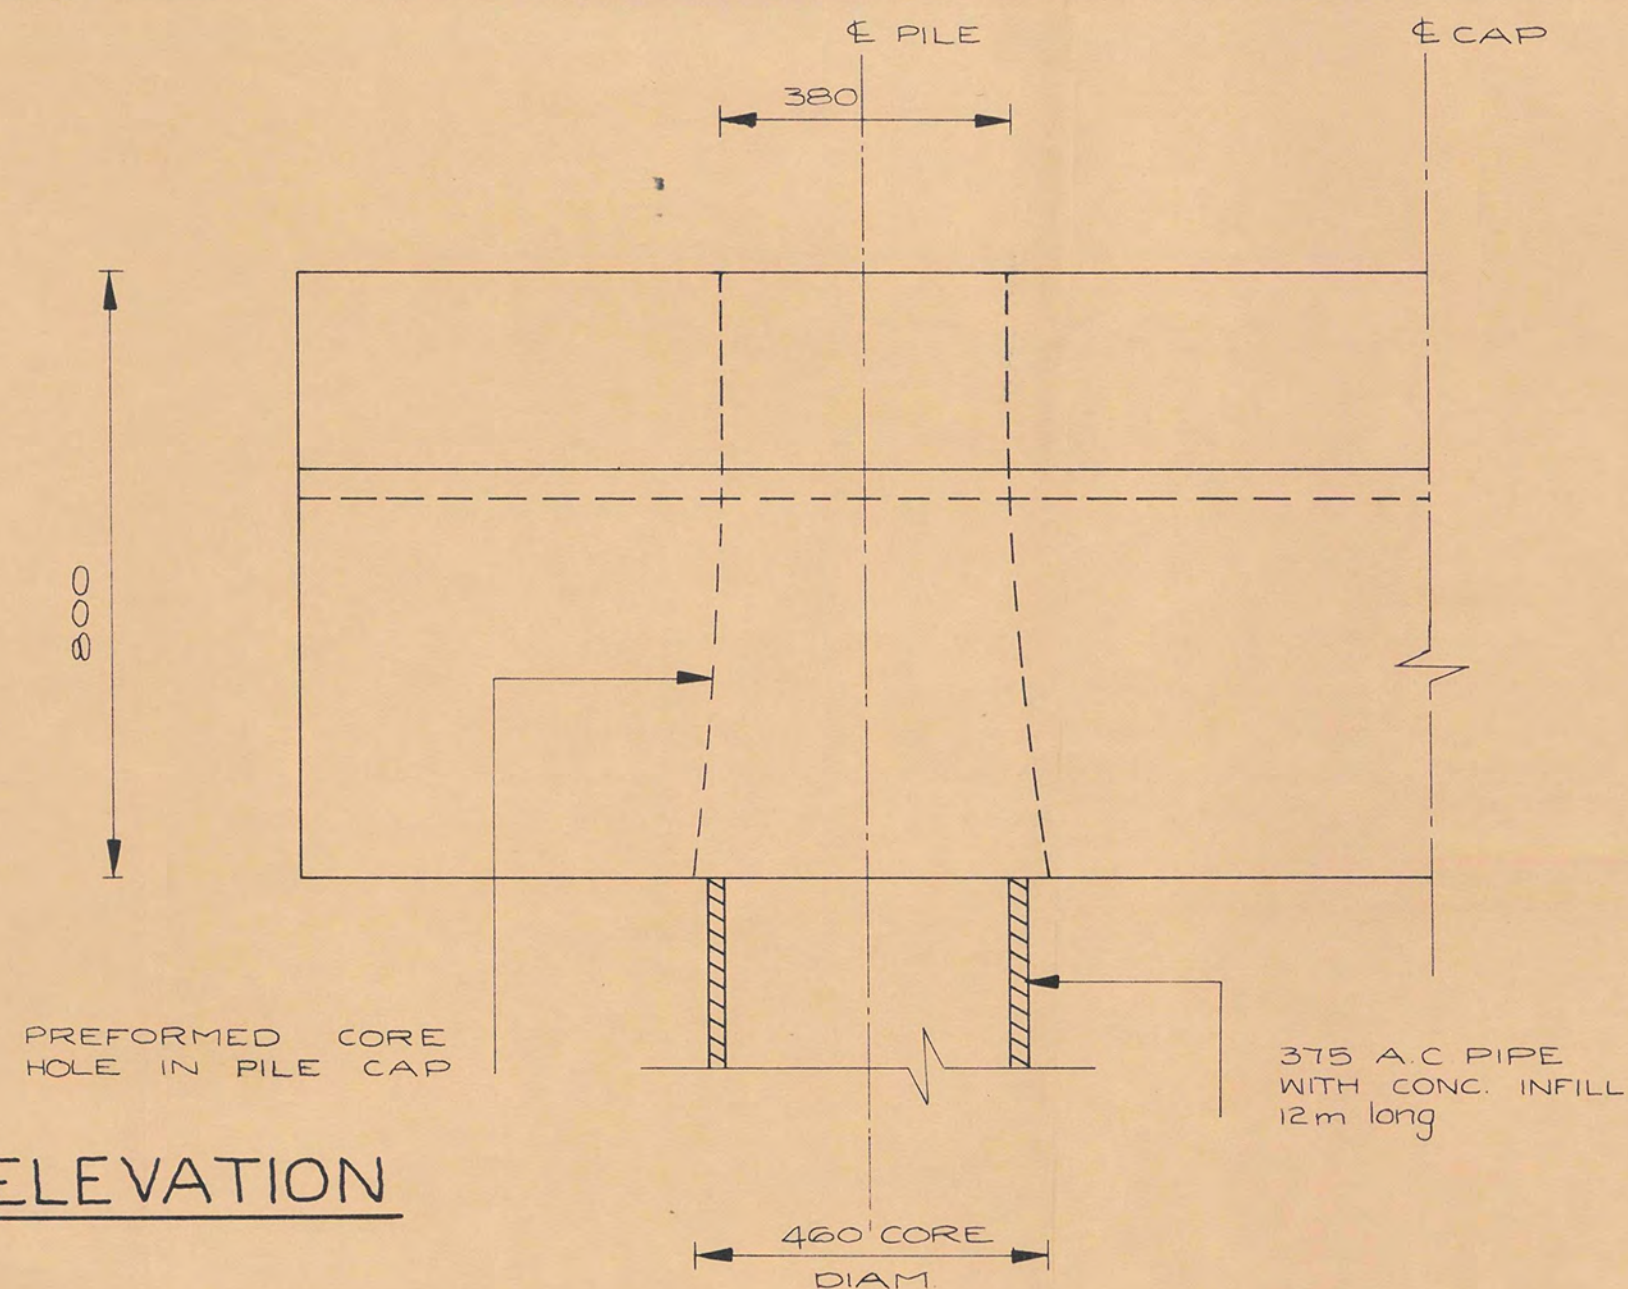 ℄ PILE
℄ CAP
380
800
PREFORMED CORE
HOLE IN PILE CAP
375 A.C PIPE
WITH CONC. INFILL
12m long
ELEVATION
460 CORE
DIAM.